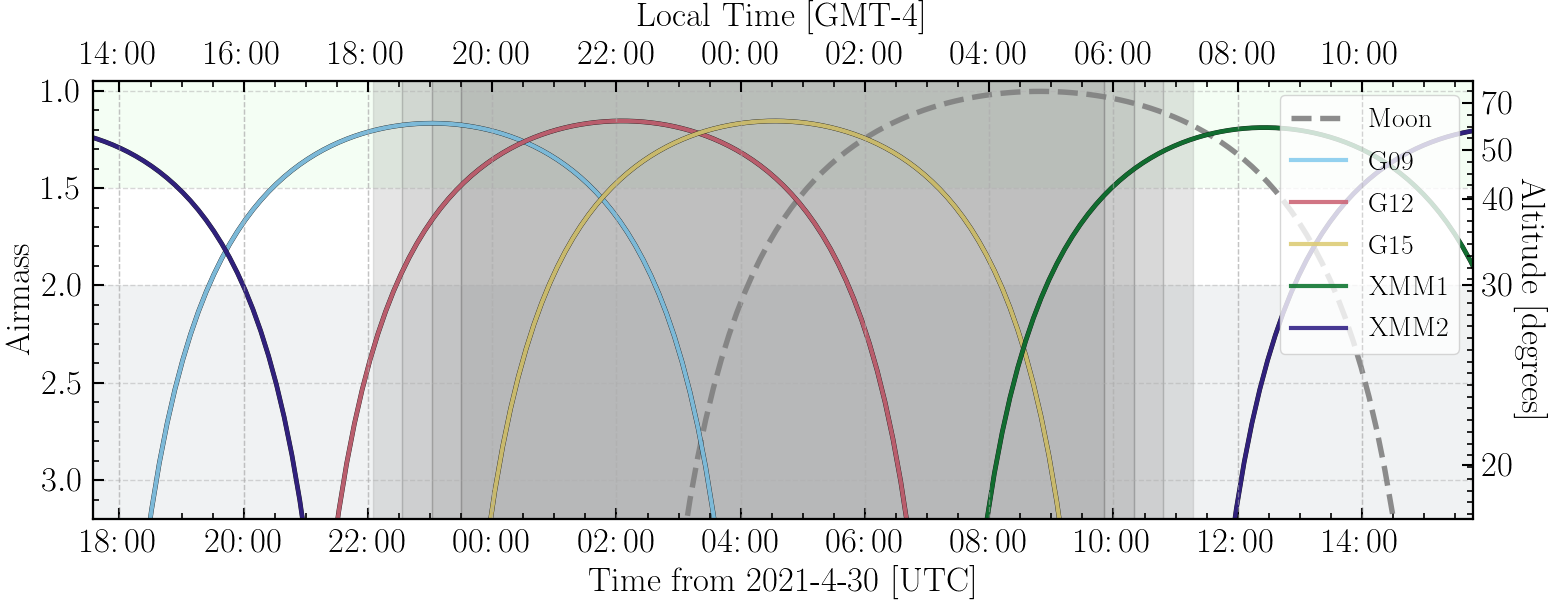 Local Time [GMT-4]
14:00 16:00 18:00 20:00 22:00 00:00 02:00 04:00 06:00 08:00 10:00
1.0
1.5
2.0
2.5
3.0
Airmass
70
50
40
30
20
Altitude [degrees]
Moon
G09
G12
G15
XMM1
XMM2
18:00 20:00 22:00 00:00 02:00 04:00 06:00 08:00 10:00 12:00 14:00
Time from 2021-4-30 [UTC]